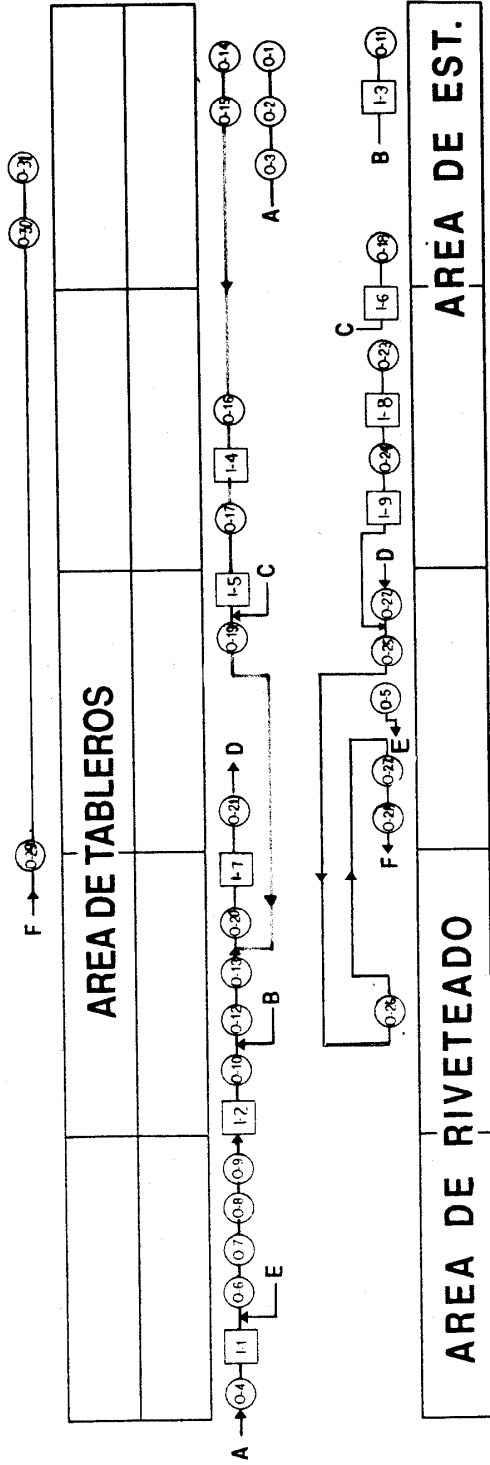 F O-29 O-30 O-31
AREA DE TABLEROS
A O-4 I-1 O-6 O-7 O-8 O-9 I-2 O-10 O-12 O-13 O-20 I-7 O-21 D O-19 I-5 O-17 I-4 O-16 O-15 O-14
E B C A O-3 O-2 O-1
O-26 F O-28 O-27 E O-5 O-25 O-22 D I-9 O-24 I-8 O-23 C I-6 O-18 B I-3 O-11
AREA DE RIVETEADO
AREA DE EST.